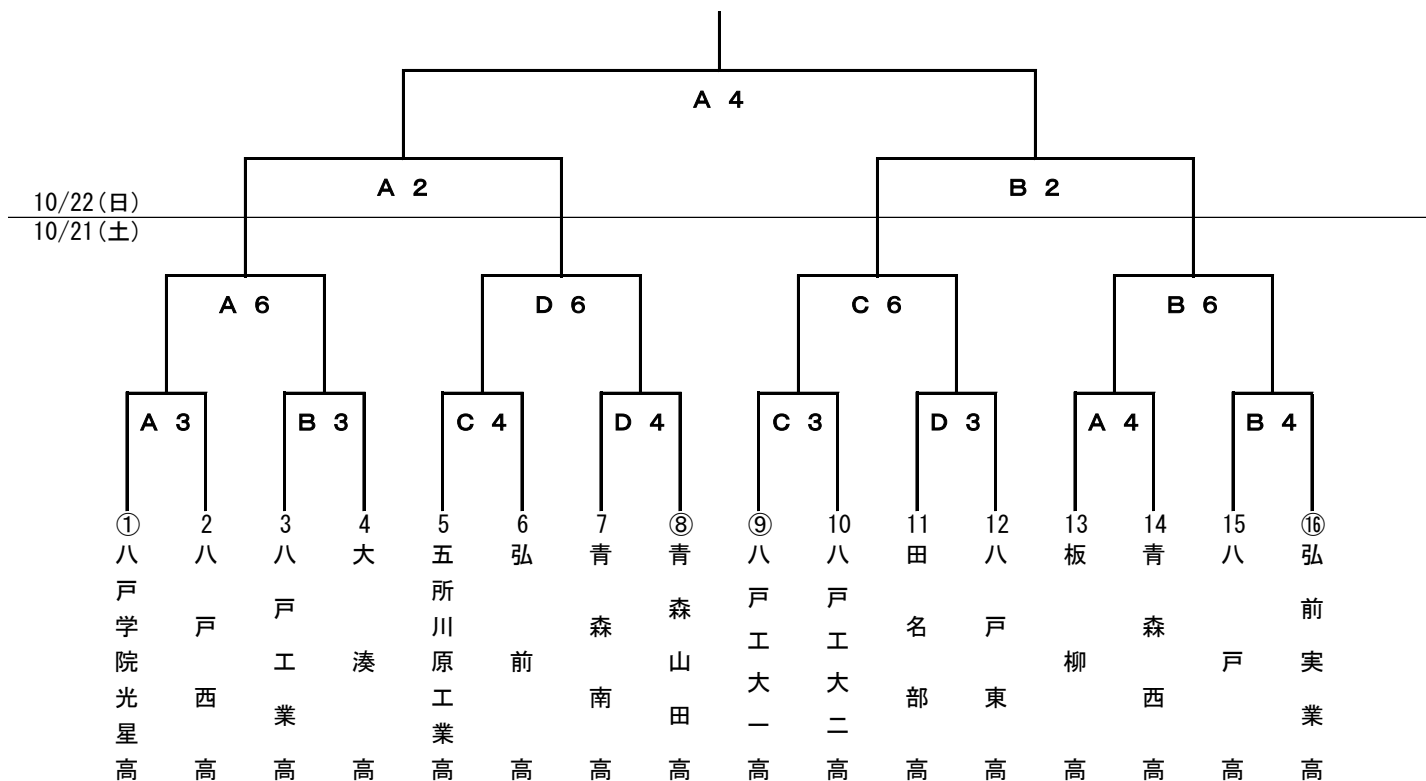 Ａ ４
Ａ ２
Ｂ ２
10/22(日)
10/21(土)
Ａ ６
Ｄ ６
Ｃ ６
Ｂ ６
Ａ ３
Ｂ ３
Ｃ ４
Ｄ ４
Ｃ ３
Ｄ ３
Ａ ４
Ｂ ４
① 八戸学院光星高
2 八戸西高
3 八戸工業高
4 大湊高
5 五所川原工業高
6 弘前高
7 青森南高
⑧ 青森山田高
⑨ 八戸工大一高
10 八戸工大二高
11 田名部高
12 八戸東高
13 板柳高
14 青森西高
15 八戸高
⑯ 弘前実業高